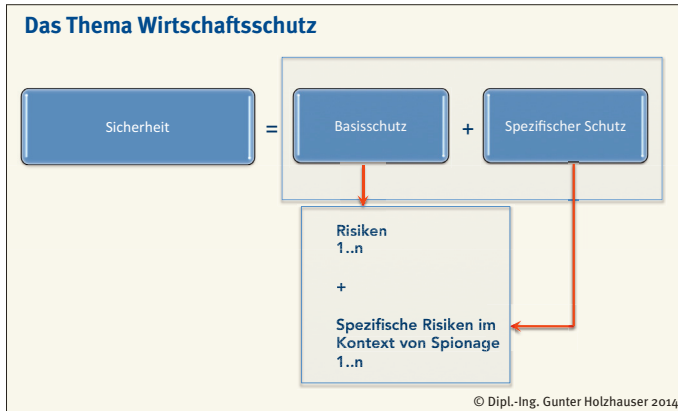 Das Thema Wirtschaftsschutz
Sicherheit = Basisschutz + Spezifischer Schutz
Risiken
1..n
+
Spezifische Risiken im
Kontext von Spionage
1..n
© Dipl.-Ing. Gunter Holzhauser 2014